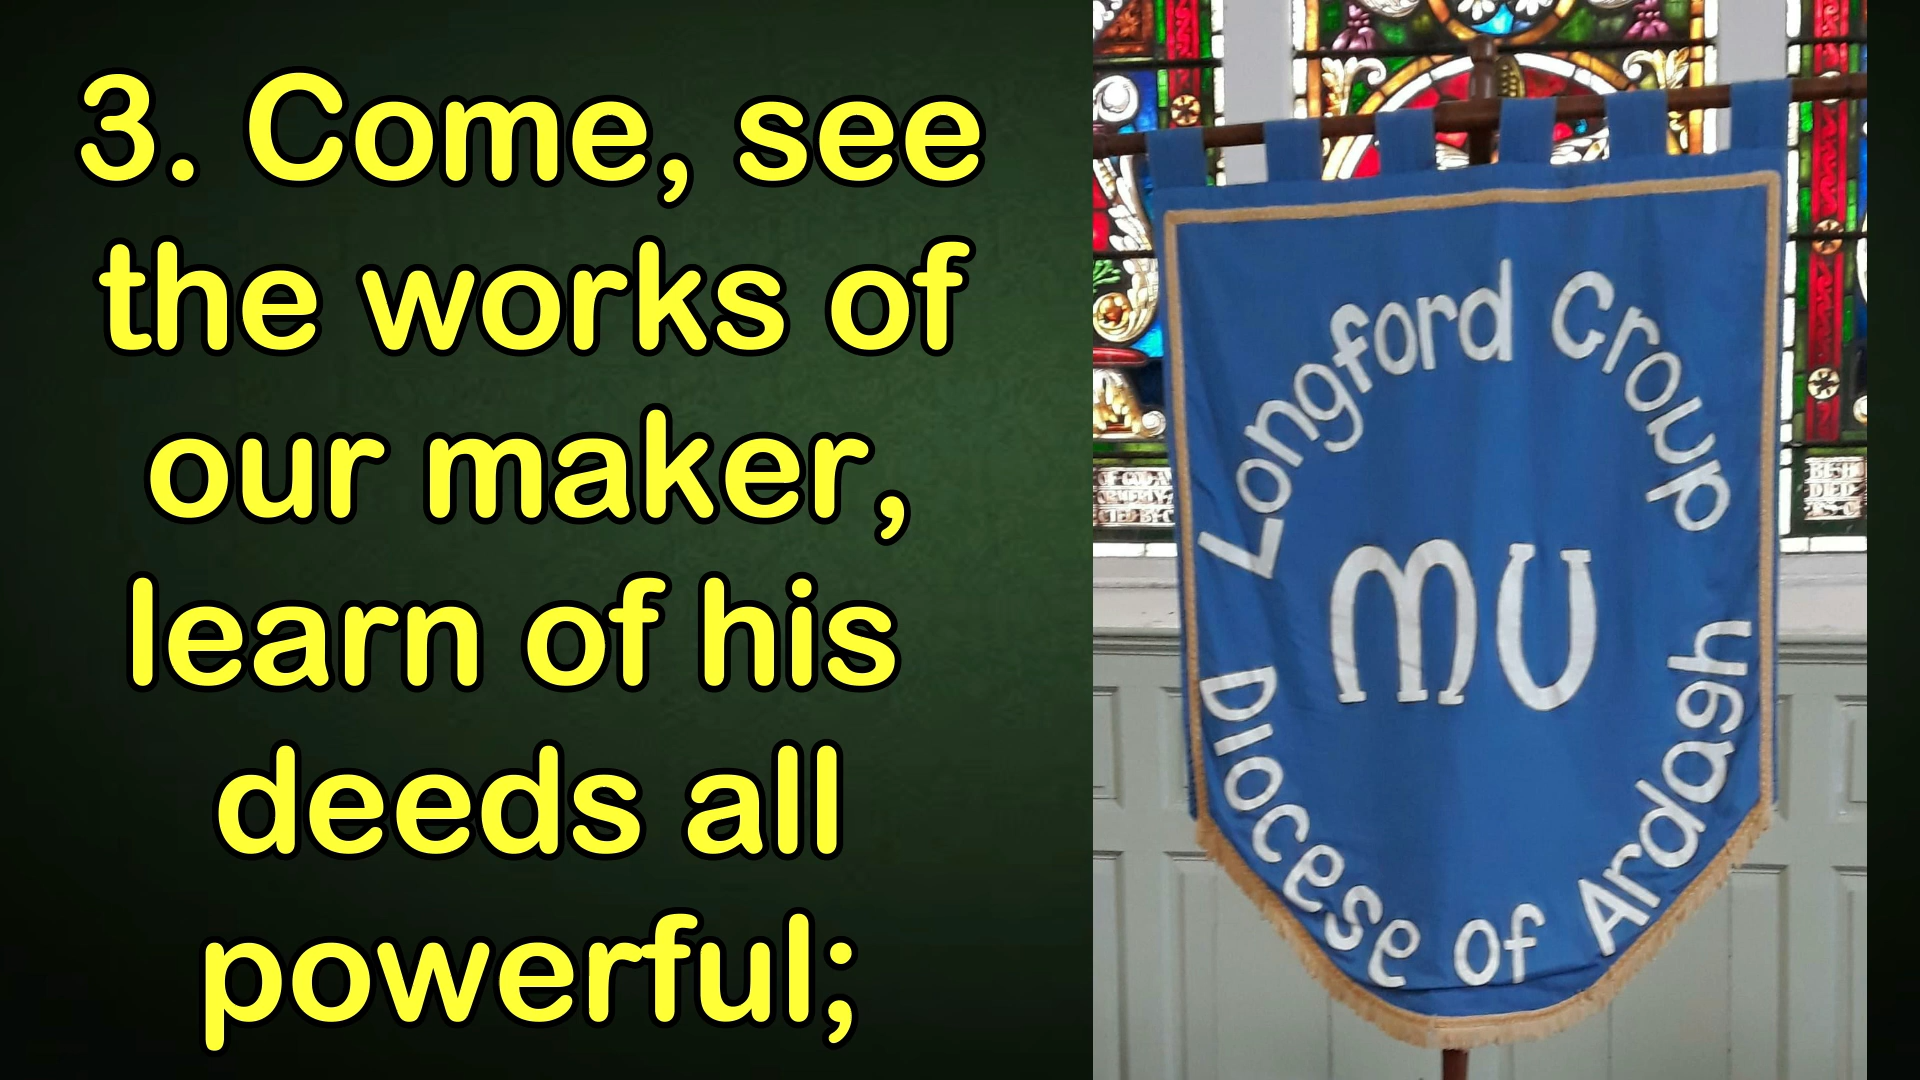 3. Come, see
the works of
our maker,
learn of his
deeds all
powerful;
Longford Group
MU
Diocese of Ardagh